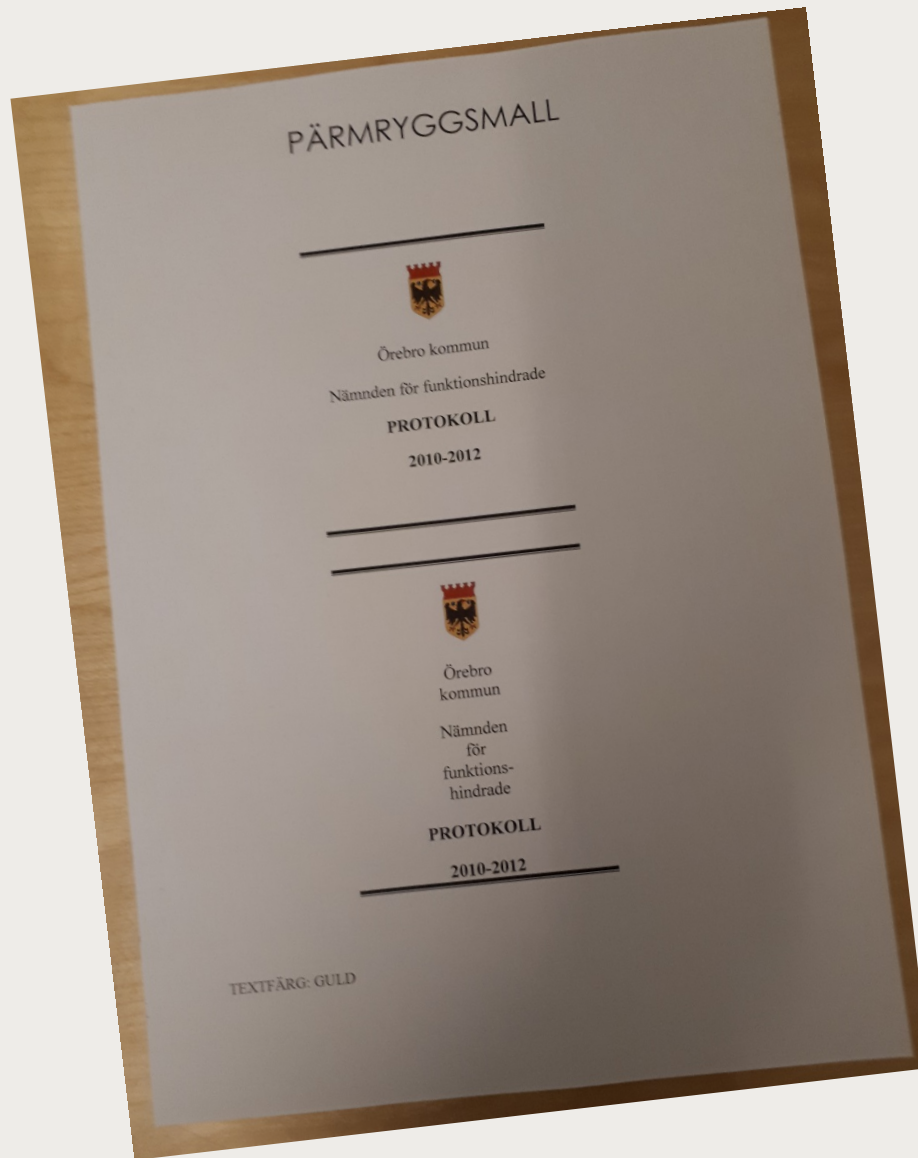 PÄRMRYGGSMALL
Örebro kommun
Nämnden för funktionshindrade
PROTOKOLL
2010-2012
Örebro
kommun
Nämnden
för
funktions-
hindrade
PROTOKOLL
2010-2012
TEXTFÄRG: GULD